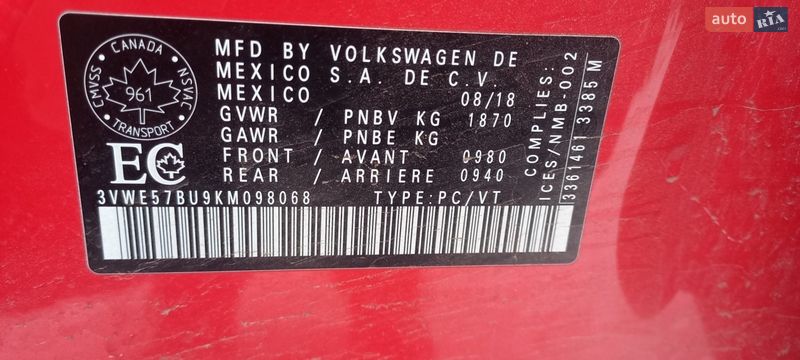 auto RIA .com
CANADA
CMVSS
NSVAC
961
TRANSPORT
EC
MFD BY VOLKSWAGEN DE
MEXICO S.A. DE C.V.
MEXICO 08/18
GVWR / PNBV KG 1870
GAWR / PNBE KG
FRONT / AVANT 0980
REAR / ARRIERE 0940
3VWE57BU9KM098068 TYPE:PC/VT
COMPLIES:
ICES/NMB-002
3361461 3385 M